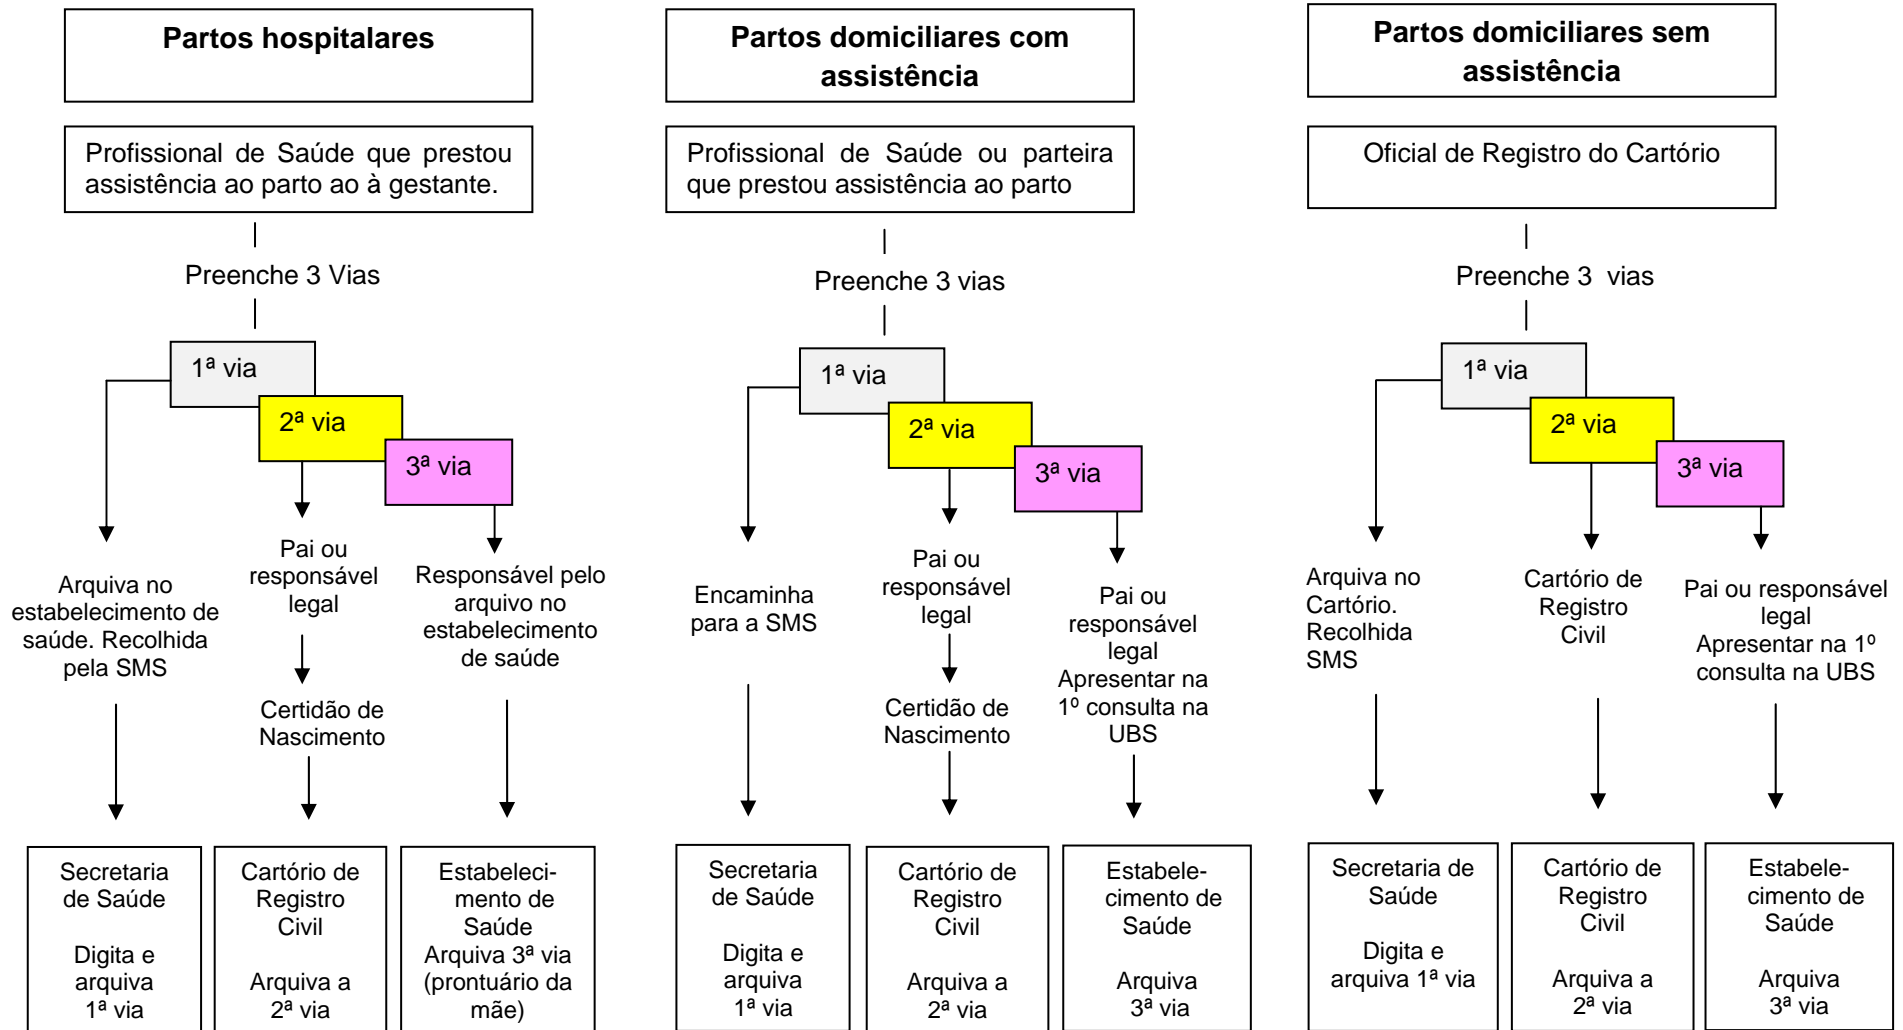 Partos hospitalares
Profissional de Saúde que prestou
assistência ao parto ao à gestante.
Preenche 3 Vias
1ª via
2ª via
3ª via
Arquiva no
estabelecimento de
saúde. Recolhida
pela SMS
Pai ou
responsável
legal
Certidão de
Nascimento
Responsável pelo
arquivo no
estabelecimento
de saúde
Secretaria
de Saúde
Digita e
arquiva
1ª via
Cartório de
Registro
Civil
Arquiva a
2ª via
Estabeleci-
mento de
Saúde
Arquiva 3ª via
(prontuário da
mãe)
Partos domiciliares com
assistência
Profissional de Saúde ou parteira
que prestou assistência ao parto
Preenche 3 vias
1ª via
2ª via
3ª via
Encaminha
para a SMS
Pai ou
responsável
legal
Certidão de
Nascimento
Pai ou
responsável
legal
Apresentar na
1º consulta na
UBS
Secretaria
de Saúde
Digita e
arquiva
1ª via
Cartório de
Registro
Civil
Arquiva a
2ª via
Estabele-
cimento de
Saúde
Arquiva
3ª via
Partos domiciliares sem
assistência
Oficial de Registro do Cartório
Preenche 3 vias
1ª via
2ª via
3ª via
Arquiva no
Cartório.
Recolhida
SMS
Cartório de
Registro
Civil
Pai ou responsável
legal
Apresentar na 1º
consulta na UBS
Secretaria de
Saúde
Digita e
arquiva 1ª via
Cartório de
Registro
Civil
Arquiva a
2ª via
Estabele-
cimento de
Saúde
Arquiva
3ª via